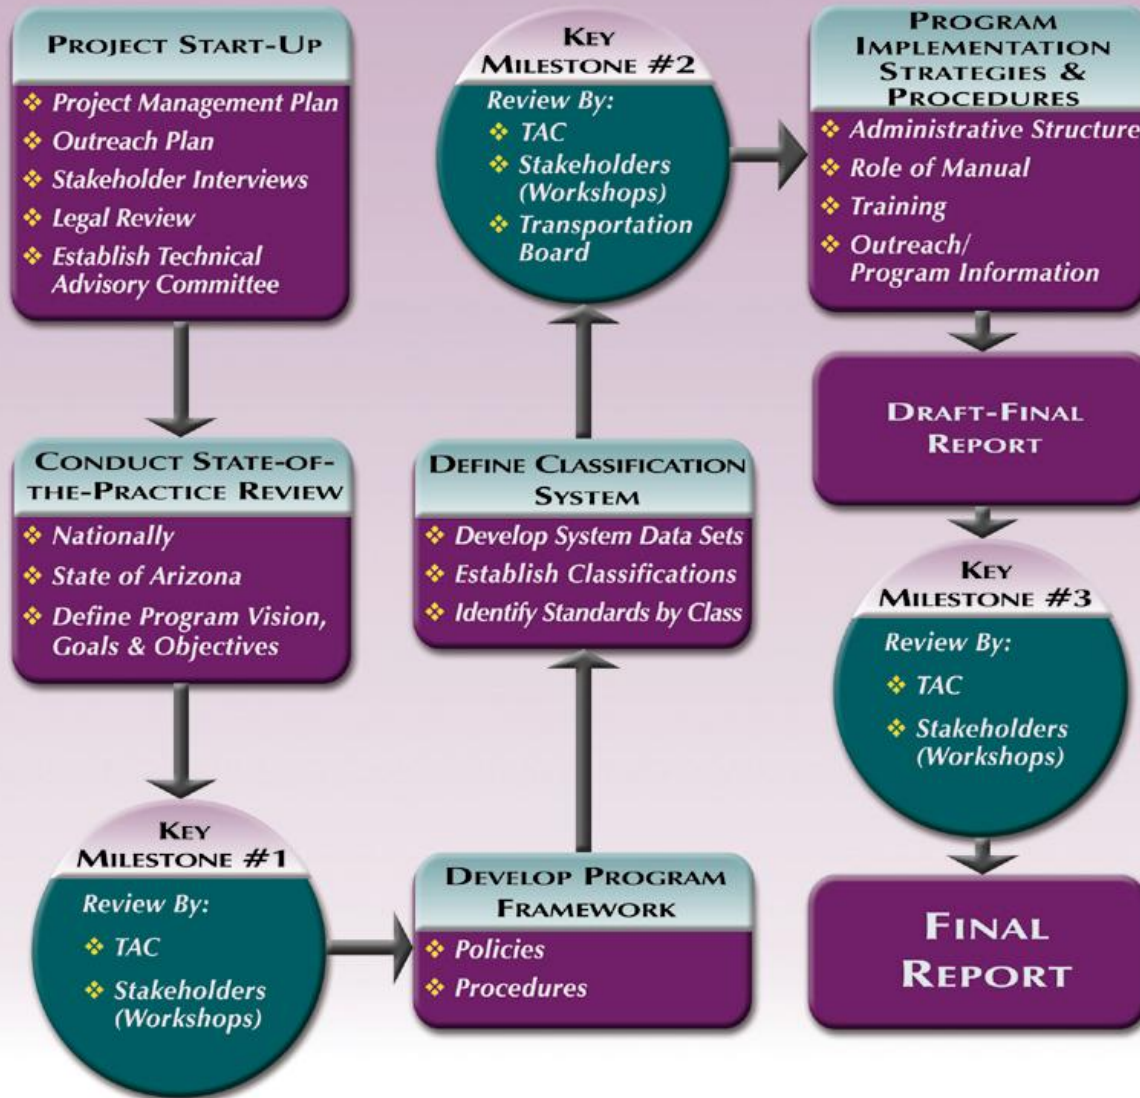 PROJECT START-UP
❖ Project Management Plan
❖ Outreach Plan
❖ Stakeholder Interviews
❖ Legal Review
❖ Establish Technical
Advisory Committee
CONDUCT STATE-OF-
THE-PRACTICE REVIEW
❖ Nationally
❖ State of Arizona
❖ Define Program Vision,
Goals & Objectives
KEY
MILESTONE #1
Review By:
❖ TAC
❖ Stakeholders
(Workshops)
DEVELOP PROGRAM
FRAMEWORK
❖ Policies
❖ Procedures
DEFINE CLASSIFICATION
SYSTEM
❖ Develop System Data Sets
❖ Establish Classifications
❖ Identify Standards by Class
KEY
MILESTONE #2
Review By:
❖ TAC
❖ Stakeholders
(Workshops)
❖ Transportation
Board
PROGRAM
IMPLEMENTATION
STRATEGIES &
PROCEDURES
❖ Administrative Structure
❖ Role of Manual
❖ Training
❖ Outreach/
Program Information
DRAFT-FINAL
REPORT
KEY
MILESTONE #3
Review By:
❖ TAC
❖ Stakeholders
(Workshops)
FINAL
REPORT